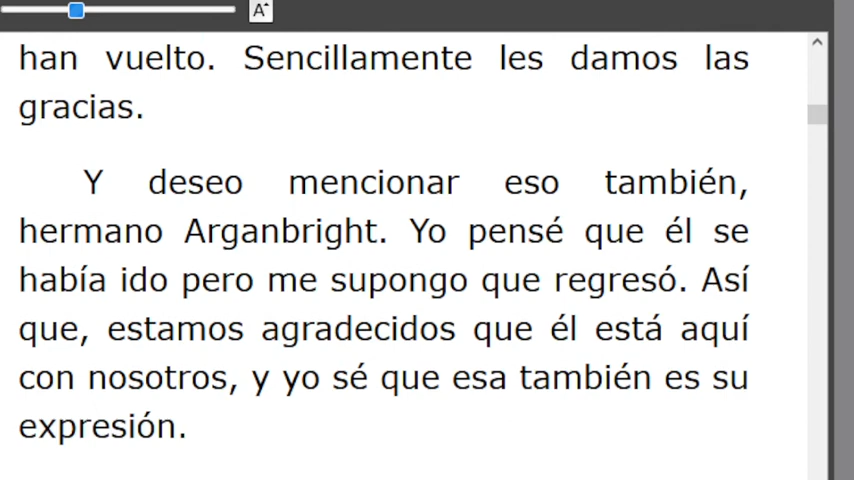 A
han vuelto. Sencillamente les damos las
gracias.
Y deseo mencionar eso también,
hermano Arganbright. Yo pensé que él se
había ido pero me supongo que regresó. Así
que, estamos agradecidos que él está aquí
con nosotros, y yo sé que esa también es su
expresión.